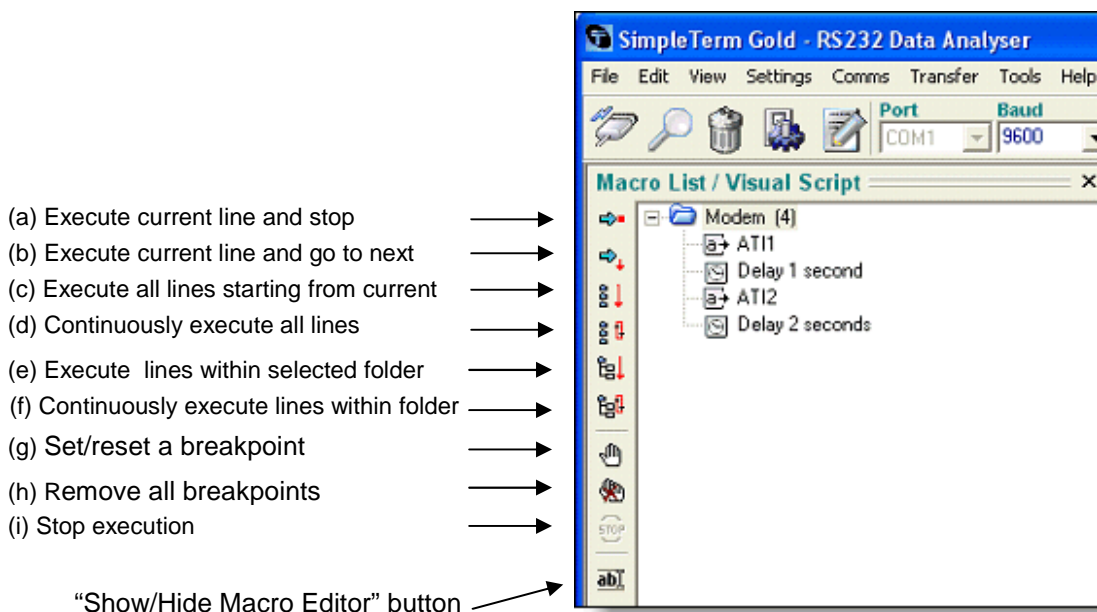 SimpleTerm Gold - RS232 Data Analyser
File Edit View Settings Comms Transfer Tools Help
Port Baud
COM1 9600
Macro List / Visual Script
(a) Execute current line and stop
(b) Execute current line and go to next
(c) Execute all lines starting from current
(d) Continuously execute all lines
(e) Execute lines within selected folder
(f) Continuously execute lines within folder
(g) Set/reset a breakpoint
(h) Remove all breakpoints
(i) Stop execution
"Show/Hide Macro Editor" button
Modem (4)
a ATI1
Delay 1 second
a ATI2
Delay 2 seconds
STOP
ab